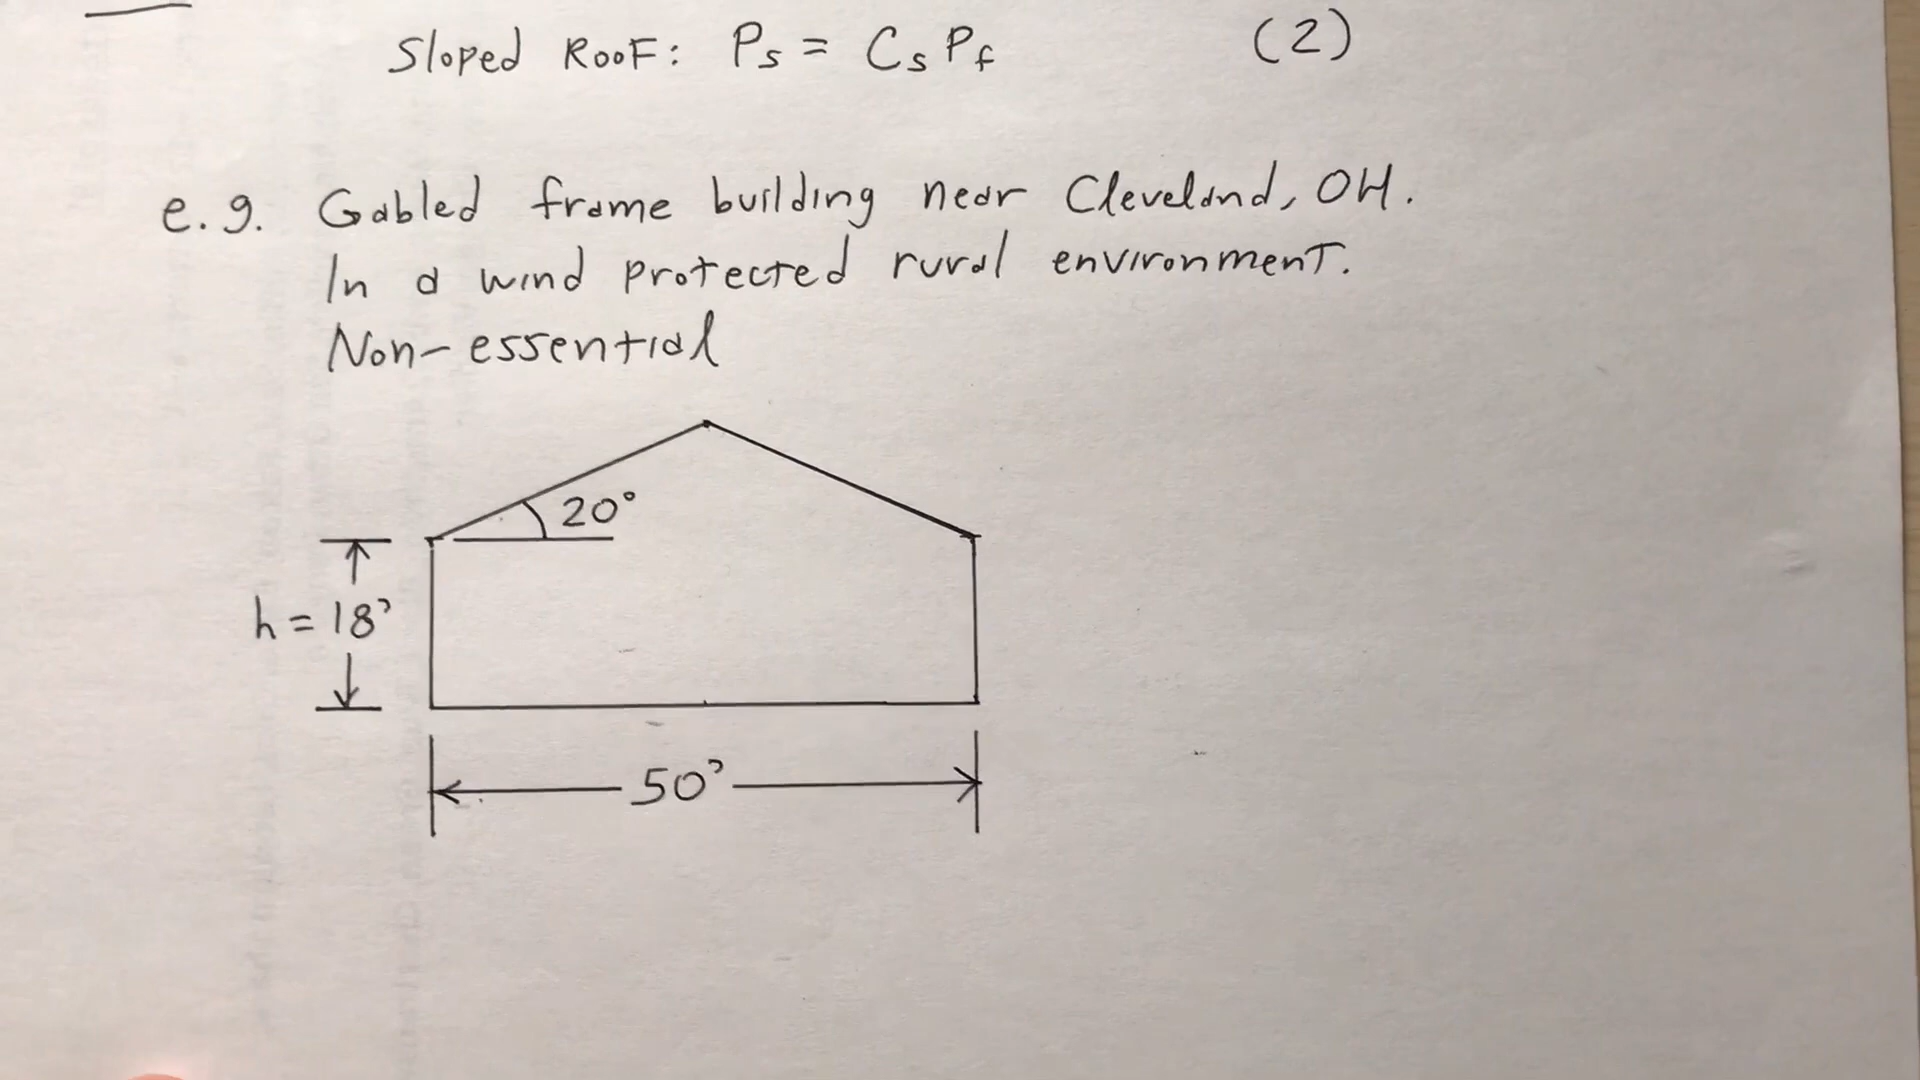 Sloped Roof: Ps = Cs Pf (2)
e.g. Gabled frame building near Cleveland, OH.
In a wind protected rural environment.
Non-essential
20°
h = 18'
50'